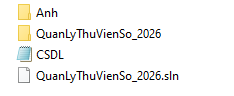 Anh
QuanLyThuVienSo_2026
CSDL
QuanLyThuVienSo_2026.sln